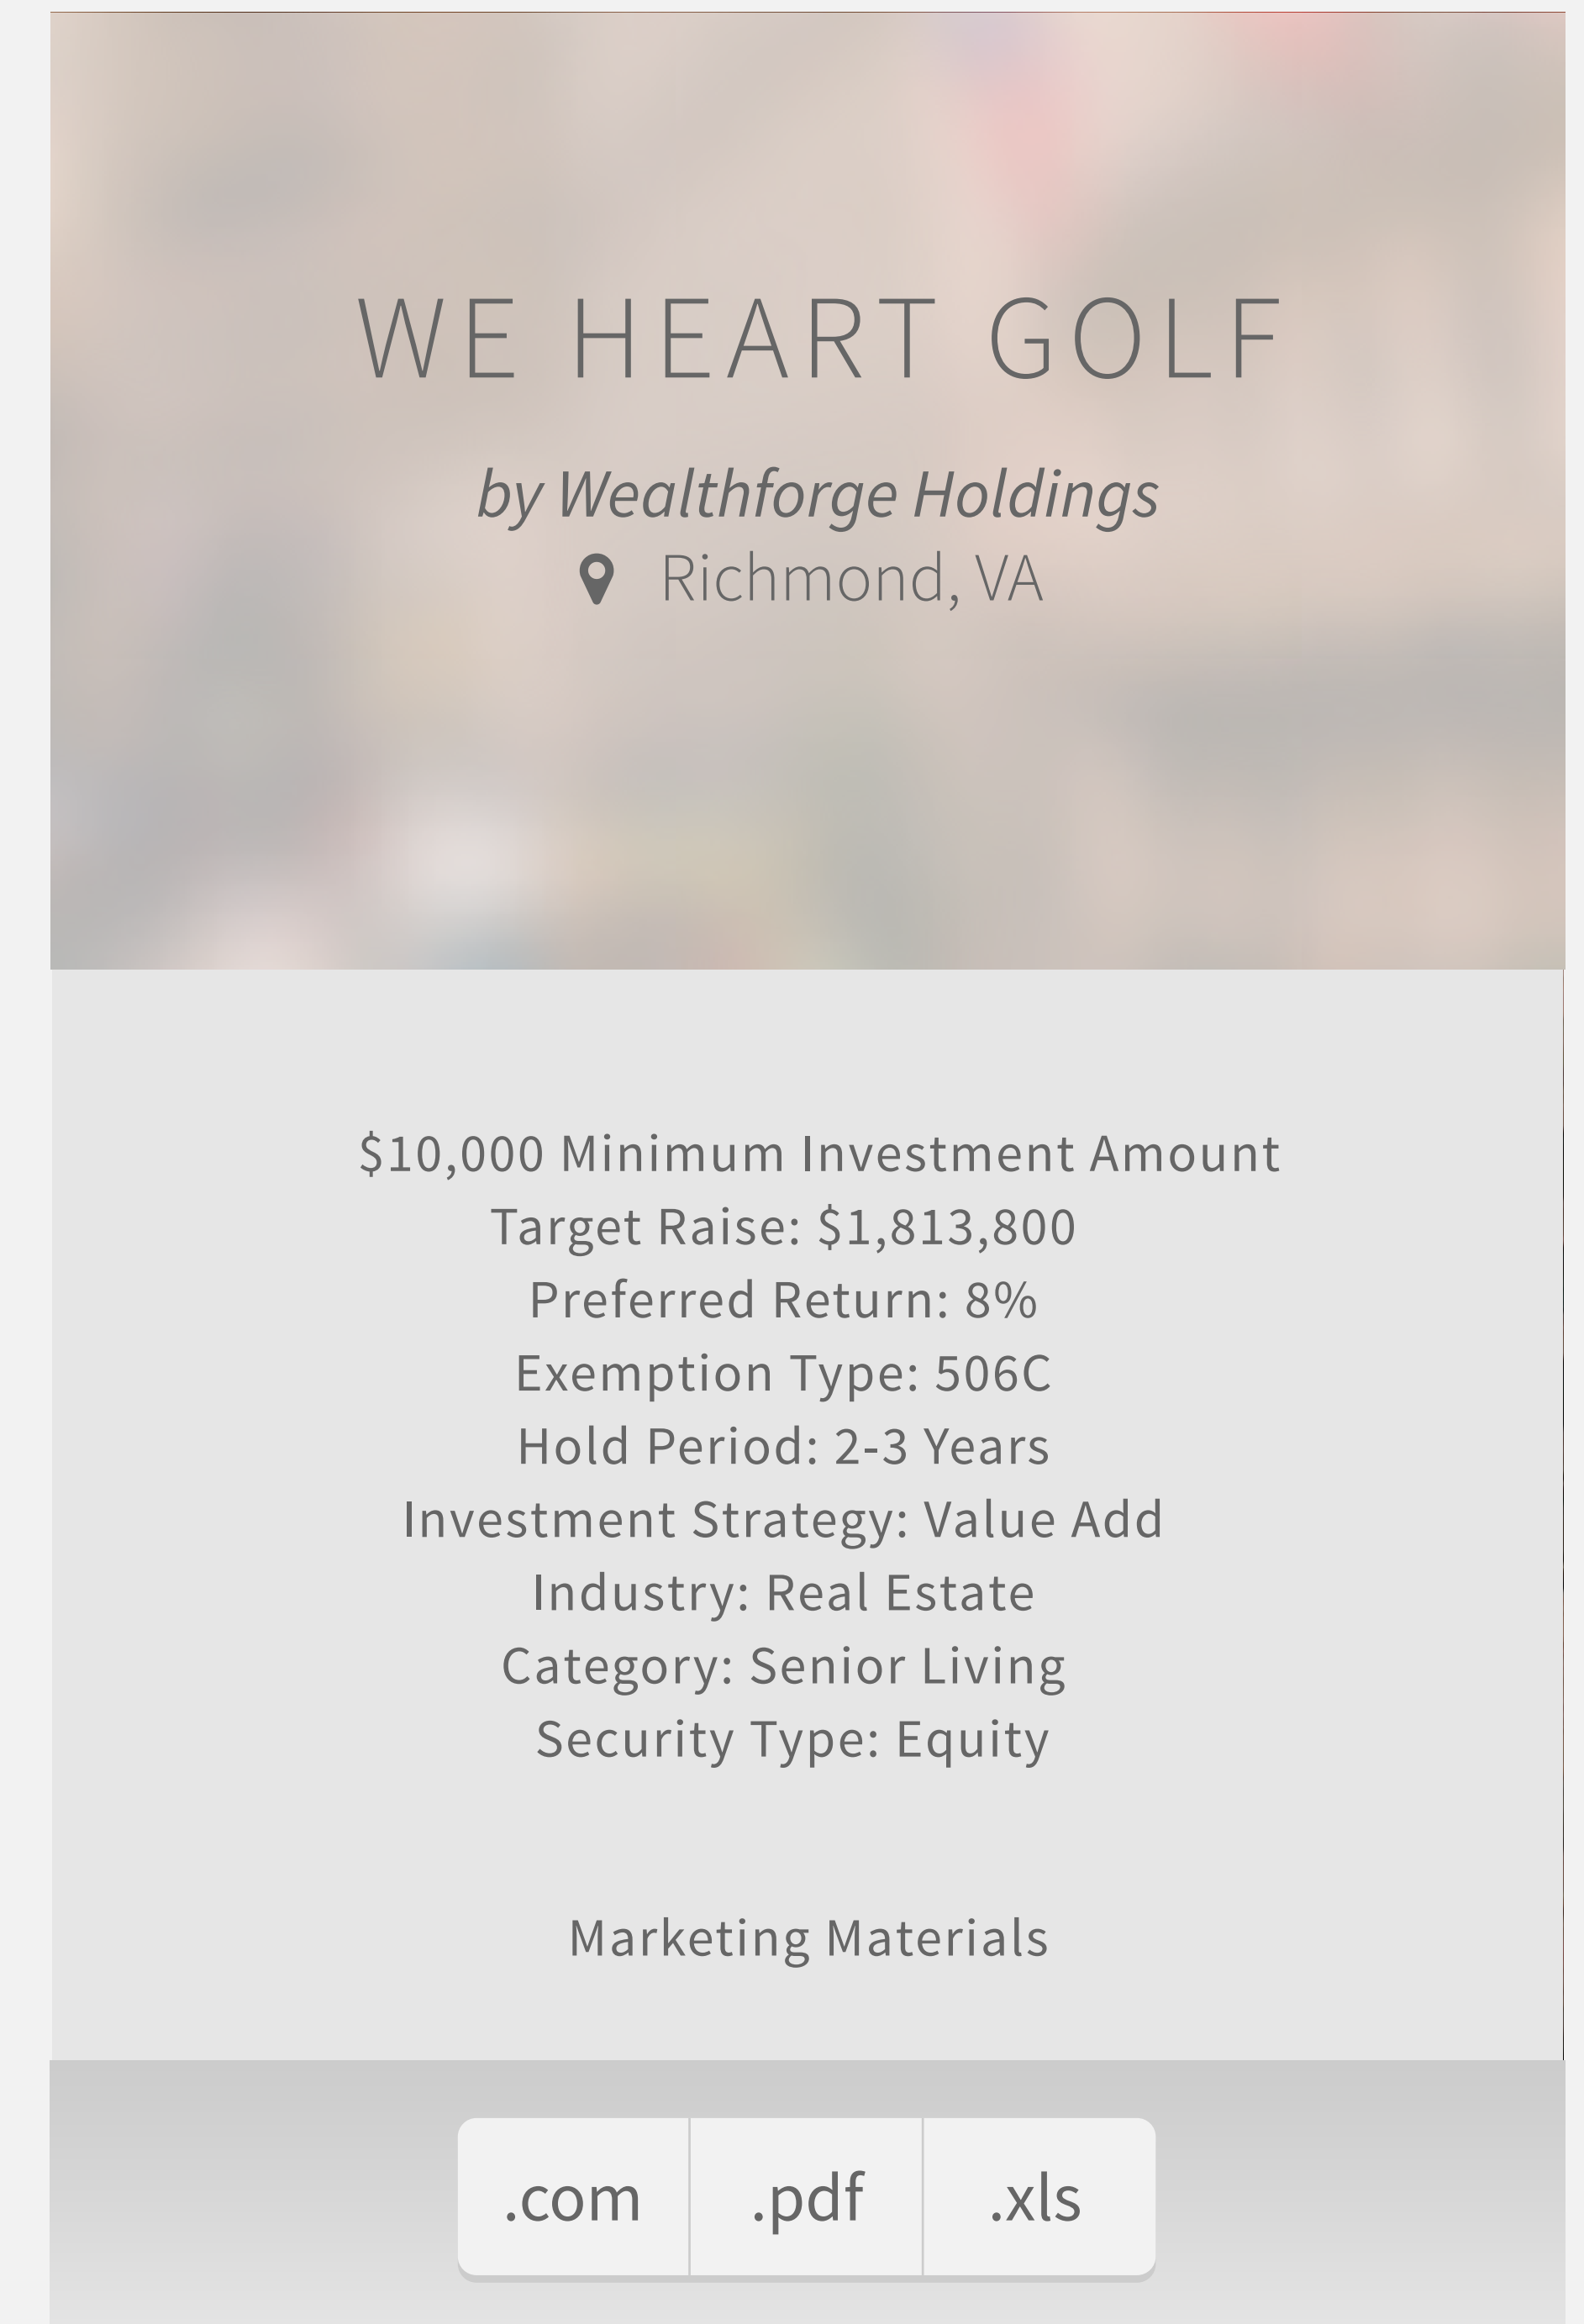 WE HEART GOLF
by Wealthforge Holdings
Richmond, VA
$10,000 Minimum Investment Amount
Target Raise: $1,813,800
Preferred Return: 8%
Exemption Type: 506C
Hold Period: 2-3 Years
Investment Strategy: Value Add
Industry: Real Estate
Category: Senior Living
Security Type: Equity
Marketing Materials
.com .pdf .xls